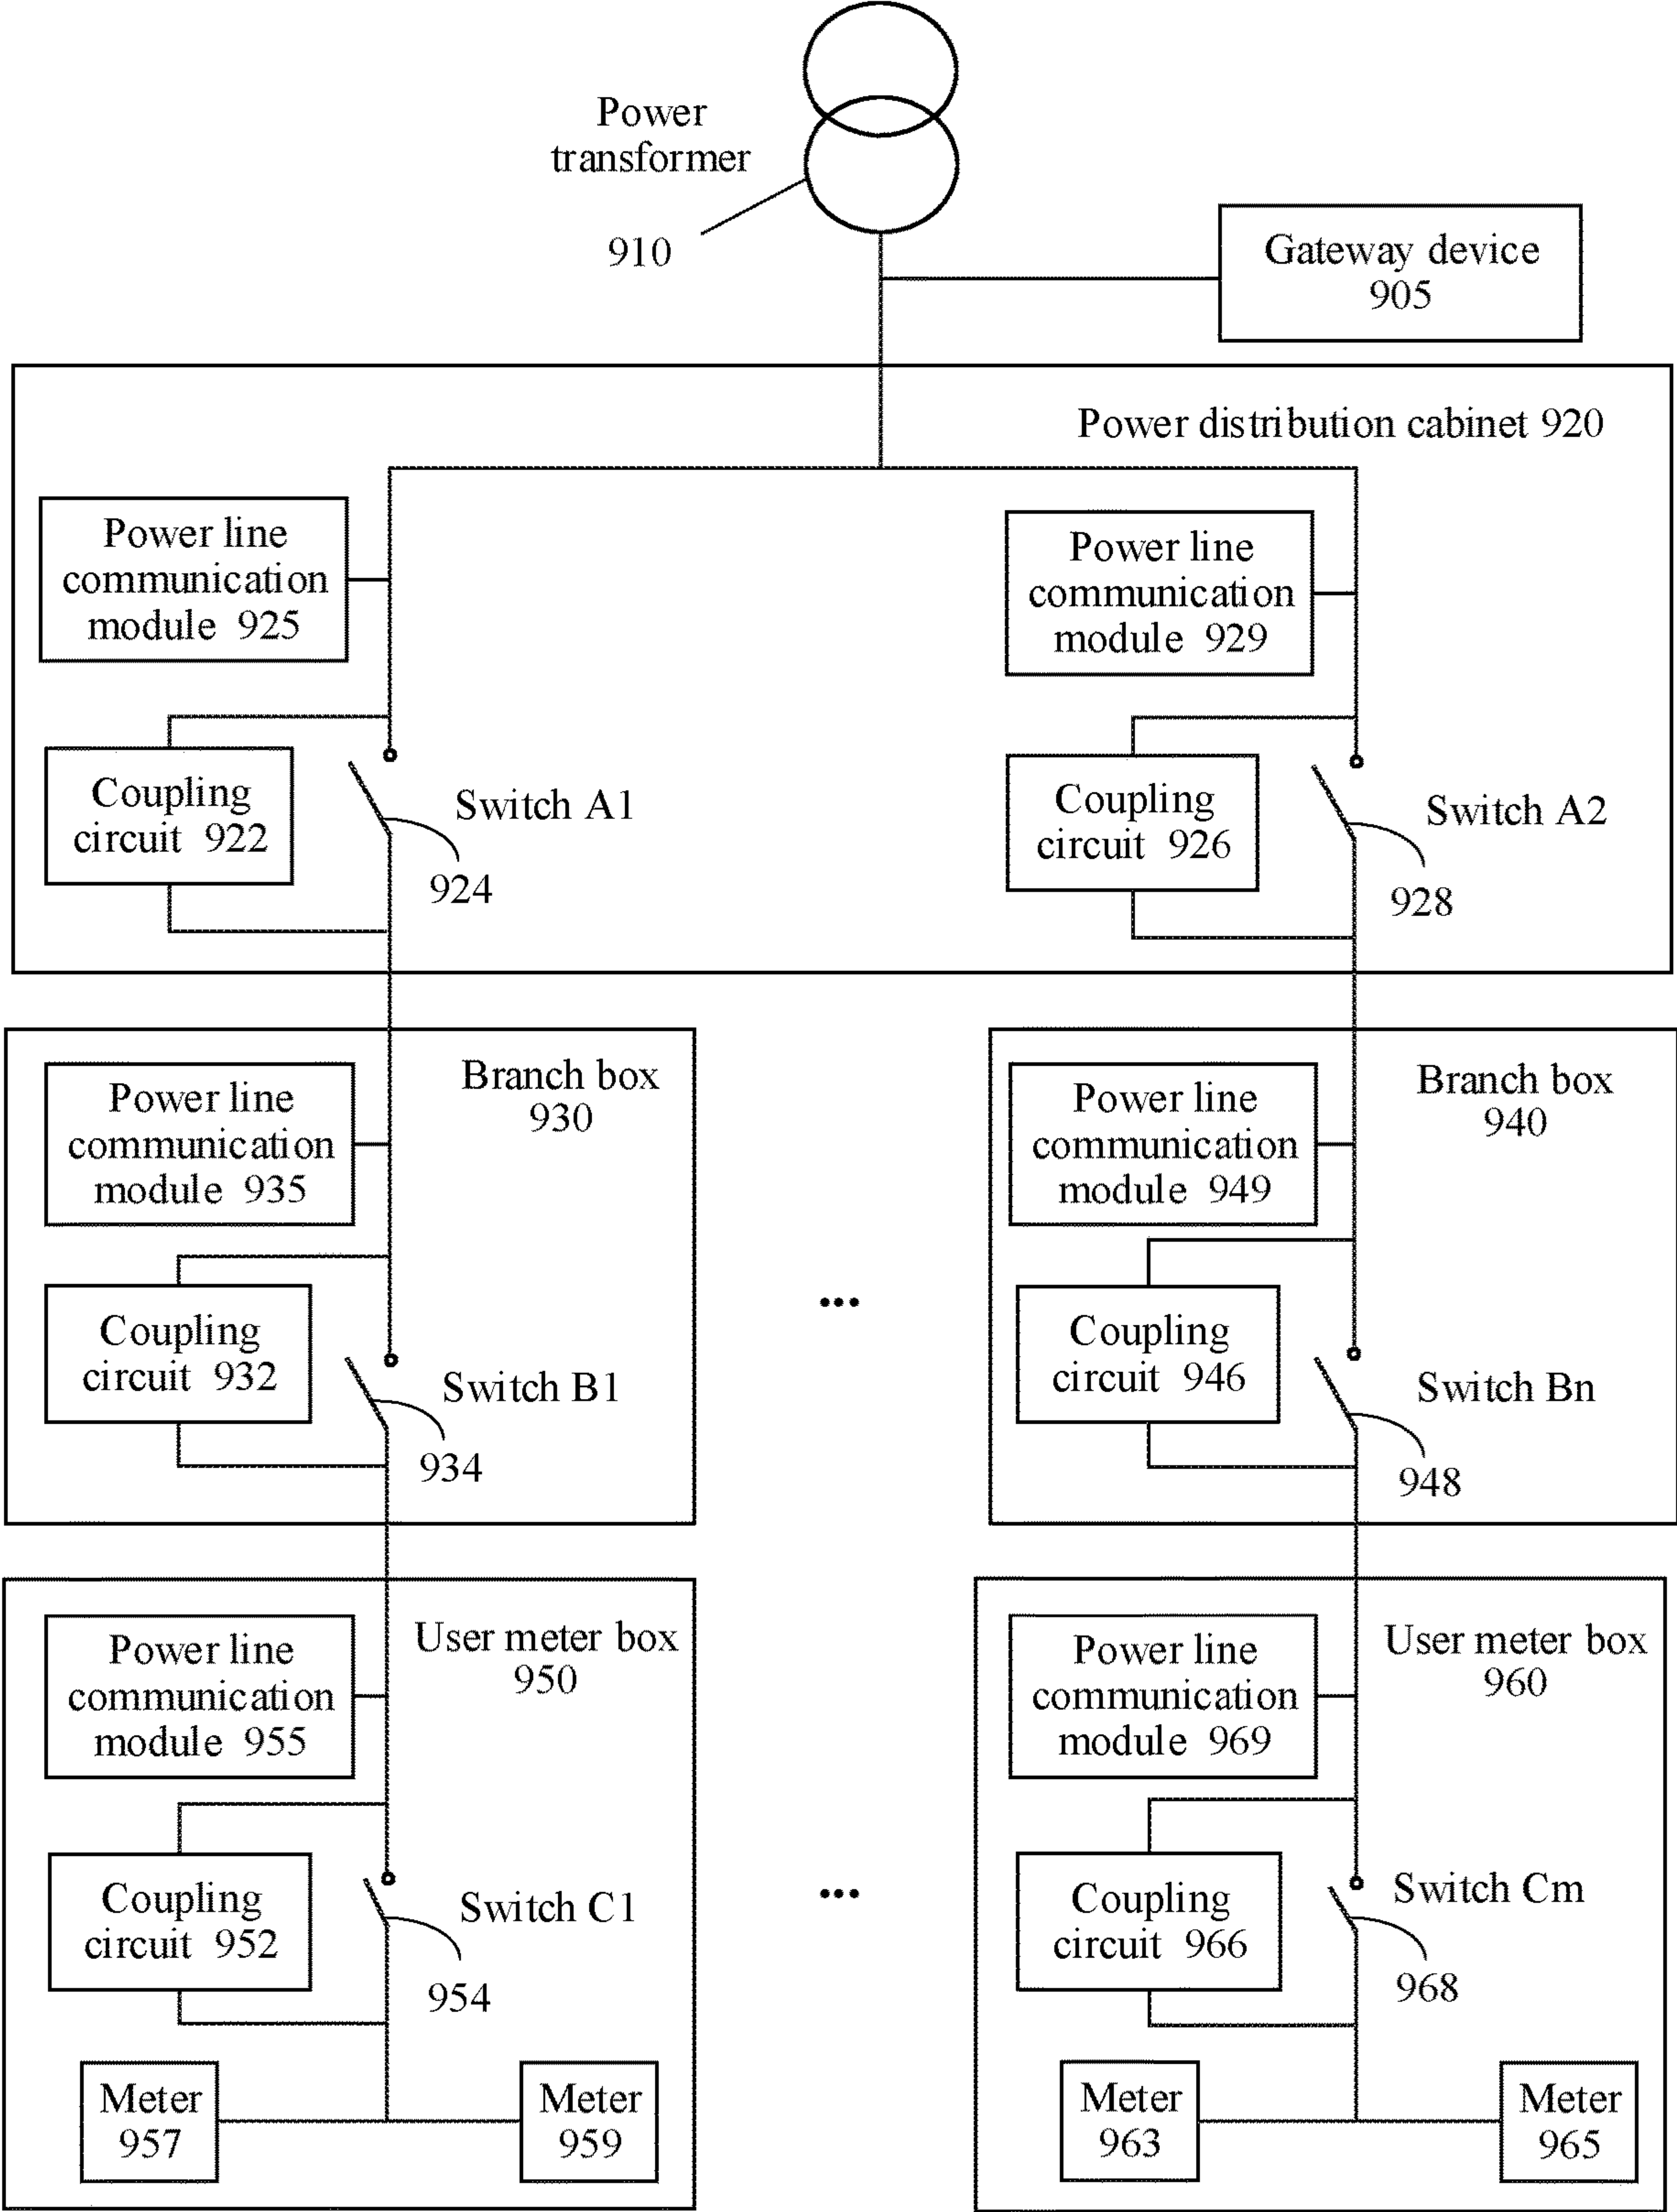 Power
transformer
910
Gateway device
905
Power distribution cabinet 920
Power line
communication
module 925
Power line
communication
module 929
Coupling
circuit 922
Switch A1
924
Coupling
circuit 926
Switch A2
928
Branch box
930
Power line
communication
module 935
Branch box
940
Power line
communication
module 949
Coupling
circuit 932
Switch B1
934
...
Coupling
circuit 946
Switch Bn
948
User meter box
950
Power line
communication
module 955
User meter box
960
Power line
communication
module 969
Coupling
circuit 952
Switch C1
954
...
Coupling
circuit 966
Switch Cm
968
Meter
957
Meter
959
Meter
963
Meter
965